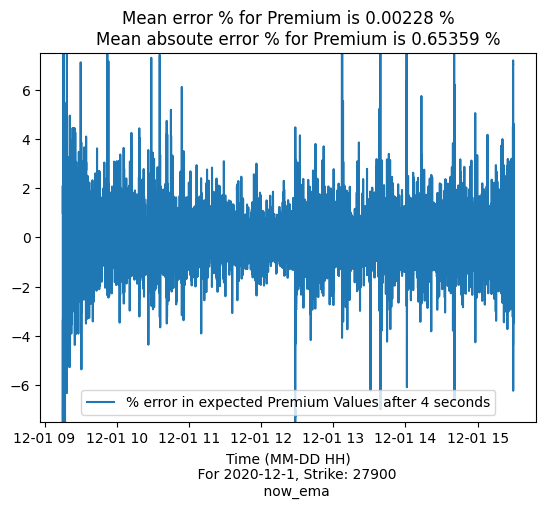 Mean error % for Premium is 0.00228 %
Mean absoute error % for Premium is 0.65359 %
6
4
2
0
−2
−4
−6
% error in expected Premium Values after 4 seconds
12-01 09 12-01 10 12-01 11 12-01 12 12-01 13 12-01 14 12-01 15
Time (MM-DD HH)
For 2020-12-1, Strike: 27900
now_ema